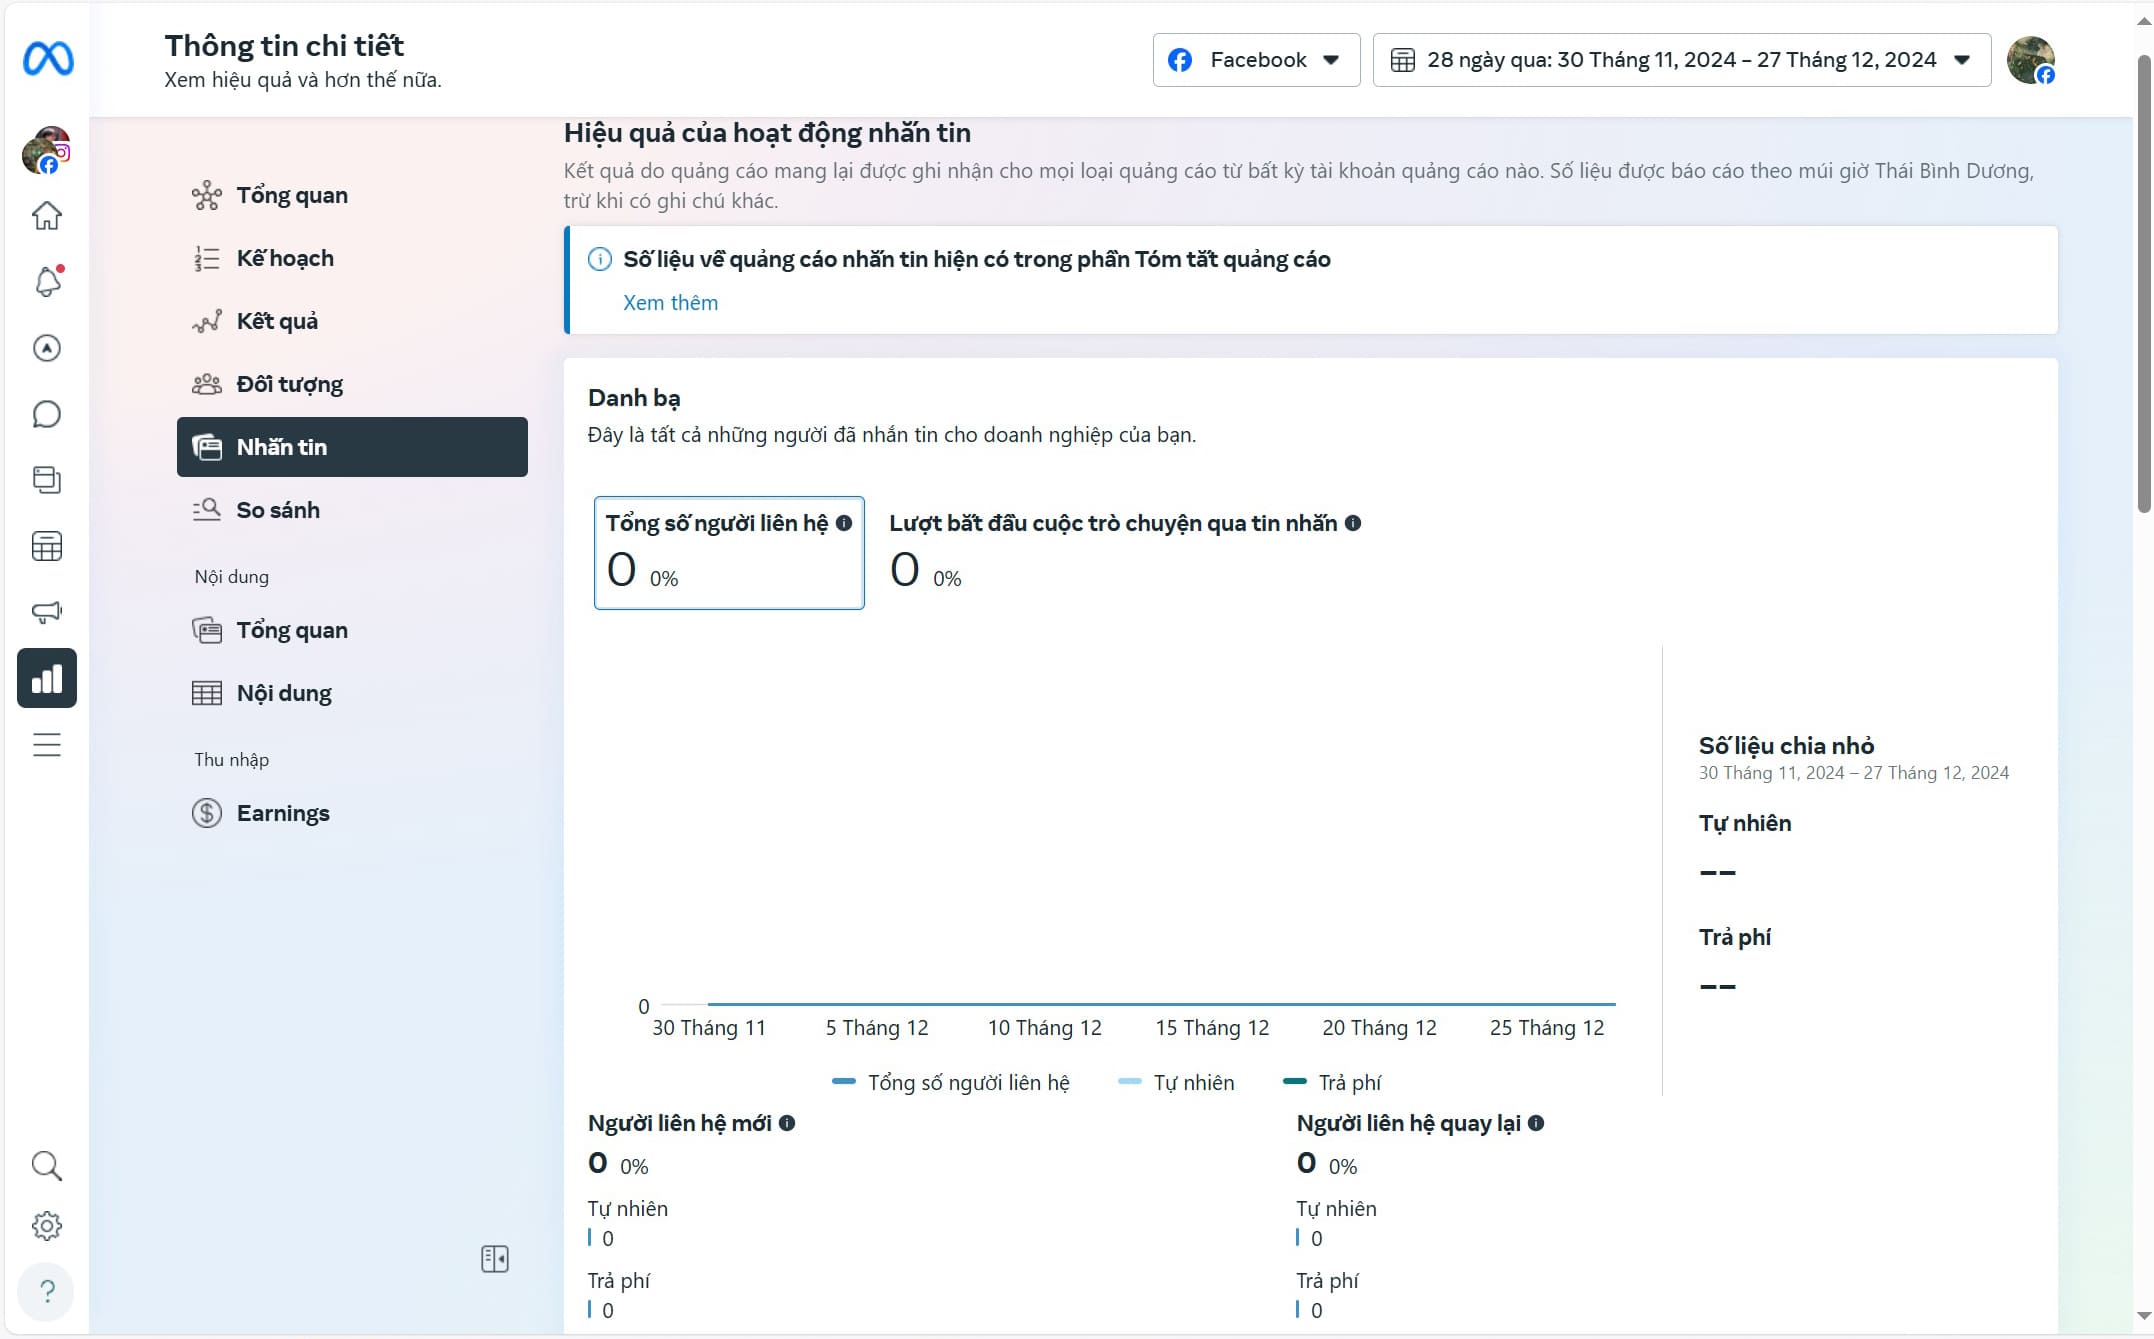 Thông tin chi tiết
Xem hiệu quả và hơn thế nữa.
Facebook
28 ngày qua: 30 Tháng 11, 2024 – 27 Tháng 12, 2024
Tổng quan
Kế hoạch
Kết quả
Đối tượng
Nhắn tin
So sánh
Nội dung
Tổng quan
Nội dung
Thu nhập
Earnings
Hiệu quả của hoạt động nhắn tin
Kết quả do quảng cáo mang lại được ghi nhận cho mọi loại quảng cáo từ bất kỳ tài khoản quảng cáo nào. Số liệu được báo cáo theo múi giờ Thái Bình Dương,
trừ khi có ghi chú khác.
Số liệu về quảng cáo nhắn tin hiện có trong phần Tóm tắt quảng cáo
Xem thêm
Danh bạ
Đây là tất cả những người đã nhắn tin cho doanh nghiệp của bạn.
Tổng số người liên hệ
0 0%
Lượt bắt đầu cuộc trò chuyện qua tin nhắn
0 0%
Số liệu chia nhỏ
30 Tháng 11, 2024 – 27 Tháng 12, 2024
Tự nhiên
--
Trả phí
--
0
30 Tháng 11 5 Tháng 12 10 Tháng 12 15 Tháng 12 20 Tháng 12 25 Tháng 12
Tổng số người liên hệ Tự nhiên Trả phí
Người liên hệ mới
0 0%
Tự nhiên
0
Trả phí
0
Người liên hệ quay lại
0 0%
Tự nhiên
0
Trả phí
0